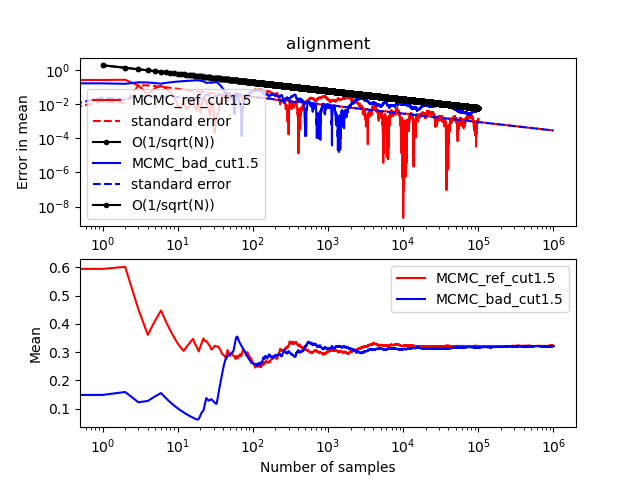 alignment
Error in mean
10^0
10^-2
10^-4
10^-6
10^-8
MCMC_ref_cut1.5
standard error
O(1/sqrt(N))
MCMC_bad_cut1.5
standard error
O(1/sqrt(N))
10^0 10^1 10^2 10^3 10^4 10^5 10^6
Mean
0.6
0.5
0.4
0.3
0.2
0.1
MCMC_ref_cut1.5
MCMC_bad_cut1.5
10^0 10^1 10^2 10^3 10^4 10^5 10^6
Number of samples